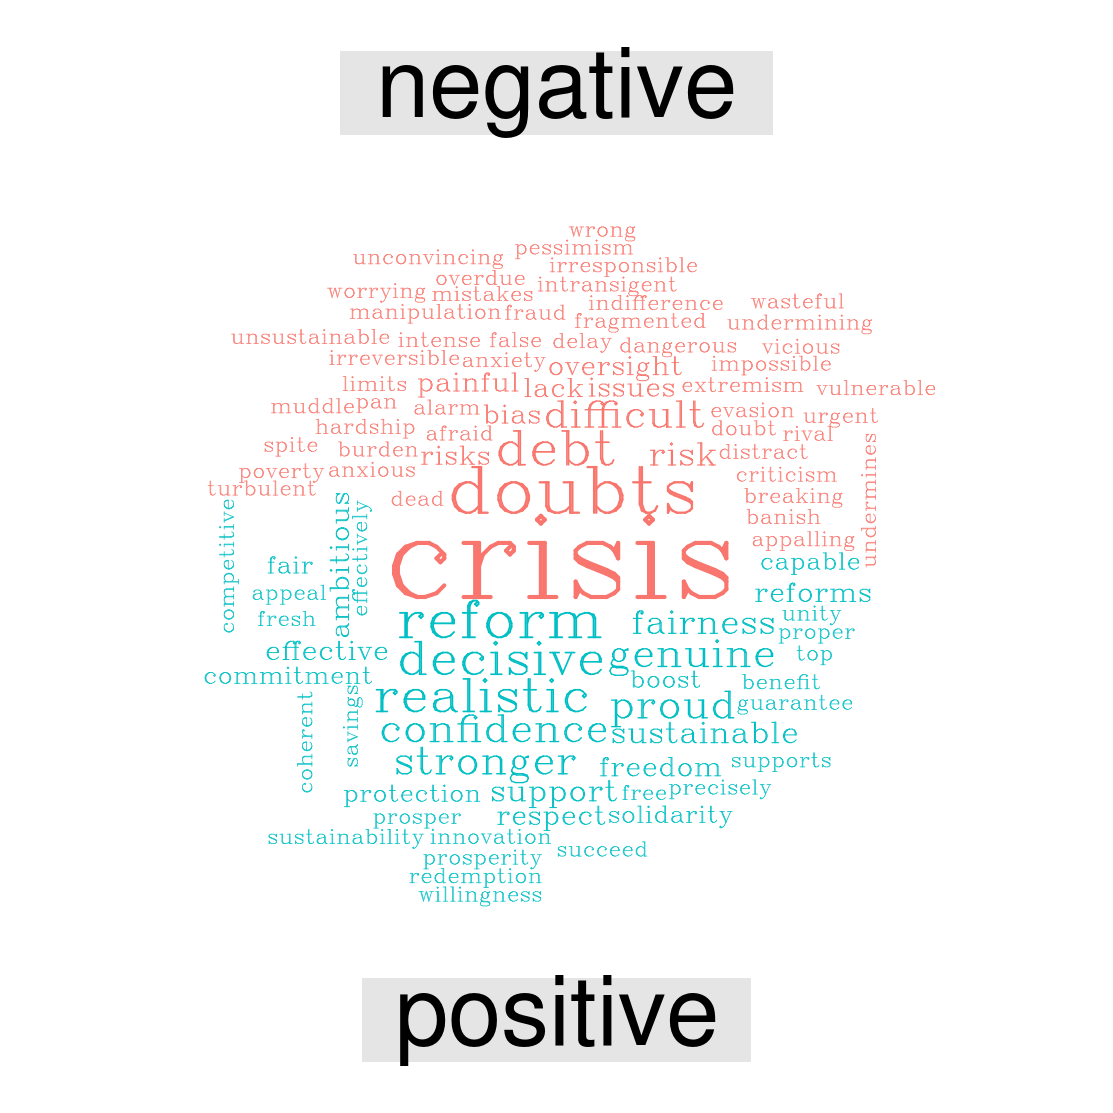 negative
wrong
pessimism
unconvincing
irresponsible
overdue
intransigent
worrying mistakes
indifference wasteful
manipulation fraud
fragmented undermining
unsustainable intense false delay dangerous vicious
irreversible anxiety oversight impossible
limits painful lack issues extremism vulnerable
muddle pan alarm bias difficult evasion urgent
hardship afraid doubt rival
spite burden risks debt risk distract
poverty anxious criticism
turbulent dead doubts breaking
undermines
banish
appalling
crisis
competitive
ambitious
effectively
fair capable
appeal reforms
fresh reform fairness unity
proper
effective decisive genuine top
commitment boost benefit
realistic proud guarantee
coherent
savings
confidence sustainable
stronger freedom supports
protection support free precisely
prosper respect solidarity
sustainability innovation
prosperity succeed
redemption
willingness
positive